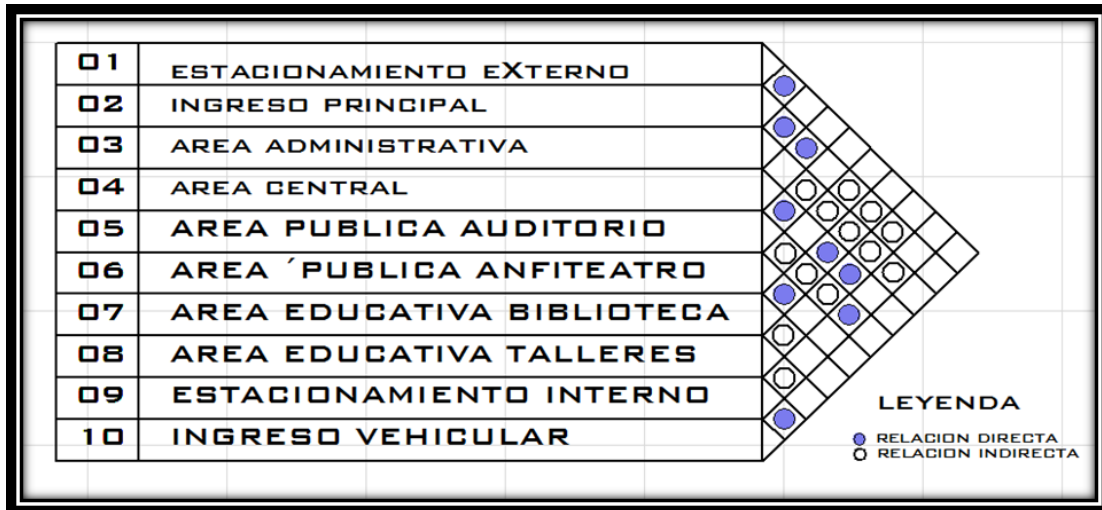 01 ESTACIONAMIENTO EXTERNO
02 INGRESO PRINCIPAL
03 AREA ADMINISTRATIVA
04 AREA CENTRAL
05 AREA PUBLICA AUDITORIO
06 AREA ´PUBLICA ANFITEATRO
07 AREA EDUCATIVA BIBLIOTECA
08 AREA EDUCATIVA TALLERES
09 ESTACIONAMIENTO INTERNO
10 INGRESO VEHICULAR
LEYENDA
RELACION DIRECTA
RELACION INDIRECTA